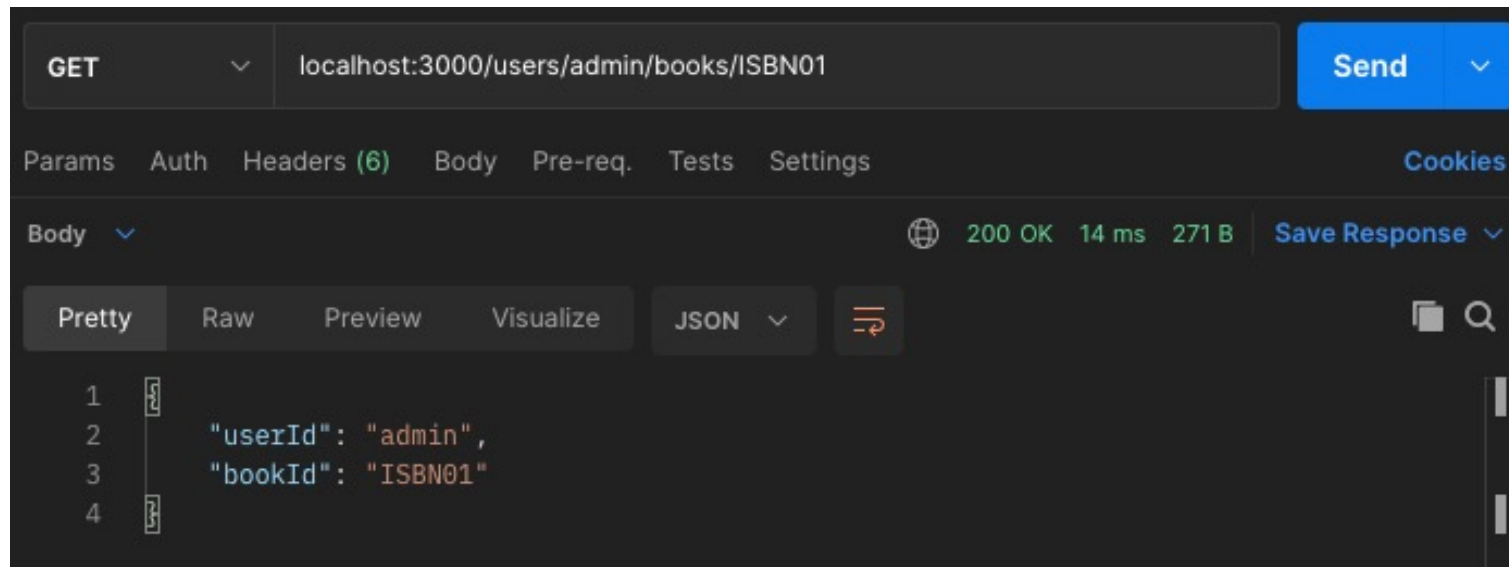 GET localhost:3000/users/admin/books/ISBN01 Send
Params Auth Headers (6) Body Pre-req. Tests Settings Cookies
Body 200 OK 14 ms 271 B Save Response
Pretty Raw Preview Visualize JSON
1 {
2 "userId": "admin",
3 "bookId": "ISBN01"
4 }